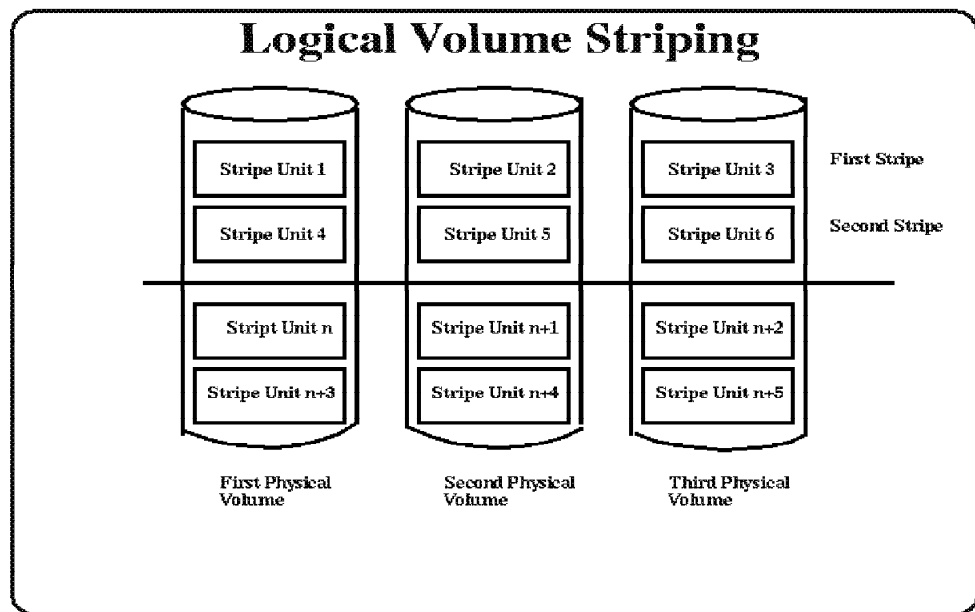 Logical Volume Striping
Stripe Unit 1
Stripe Unit 2
Stripe Unit 3
First Stripe
Stripe Unit 4
Stripe Unit 5
Stripe Unit 6
Second Stripe
Stript Unit n
Stripe Unit n+1
Stripe Unit n+2
Stripe Unit n+3
Stripe Unit n+4
Stripe Unit n+5
First Physical
Volume
Second Physical
Volume
Third Physical
Volume